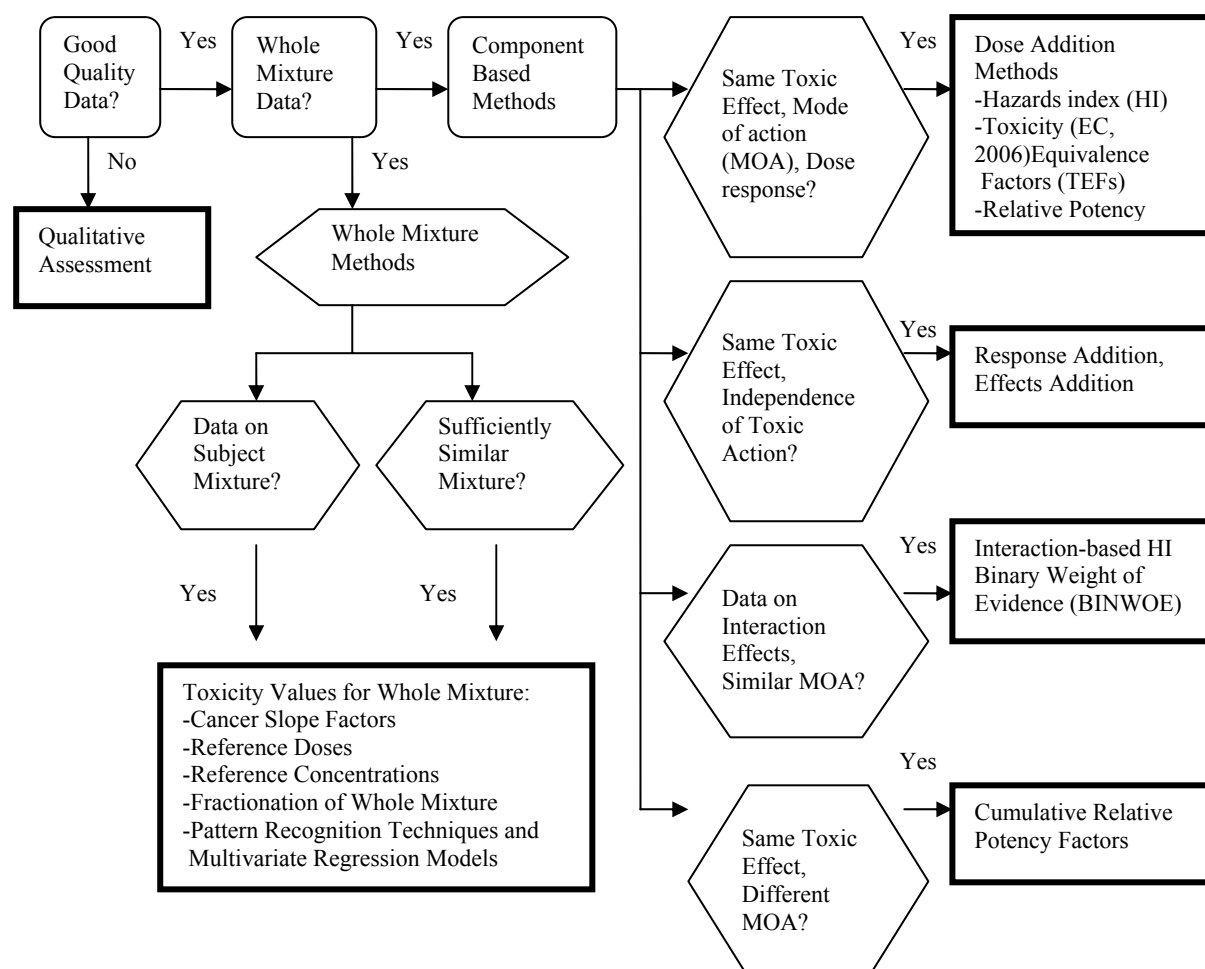 Good
Quality
Data?
Yes
Whole
Mixture
Data?
Yes
Component
Based
Methods
No
Qualitative
Assessment
Yes
Whole Mixture
Methods
Data on
Subject
Mixture?
Sufficiently
Similar
Mixture?
Yes
Yes
Toxicity Values for Whole Mixture:
-Cancer Slope Factors
-Reference Doses
-Reference Concentrations
-Fractionation of Whole Mixture
-Pattern Recognition Techniques and
Multivariate Regression Models
Same Toxic
Effect, Mode
of action
(MOA), Dose
response?
Yes
Dose Addition
Methods
-Hazards index (HI)
-Toxicity (EC,
2006)Equivalence
Factors (TEFs)
-Relative Potency
Same Toxic
Effect,
Independence
of Toxic
Action?
Yes
Response Addition,
Effects Addition
Data on
Interaction
Effects,
Similar MOA?
Yes
Interaction-based HI
Binary Weight of
Evidence (BINWOE)
Same Toxic
Effect,
Different
MOA?
Yes
Cumulative Relative
Potency Factors